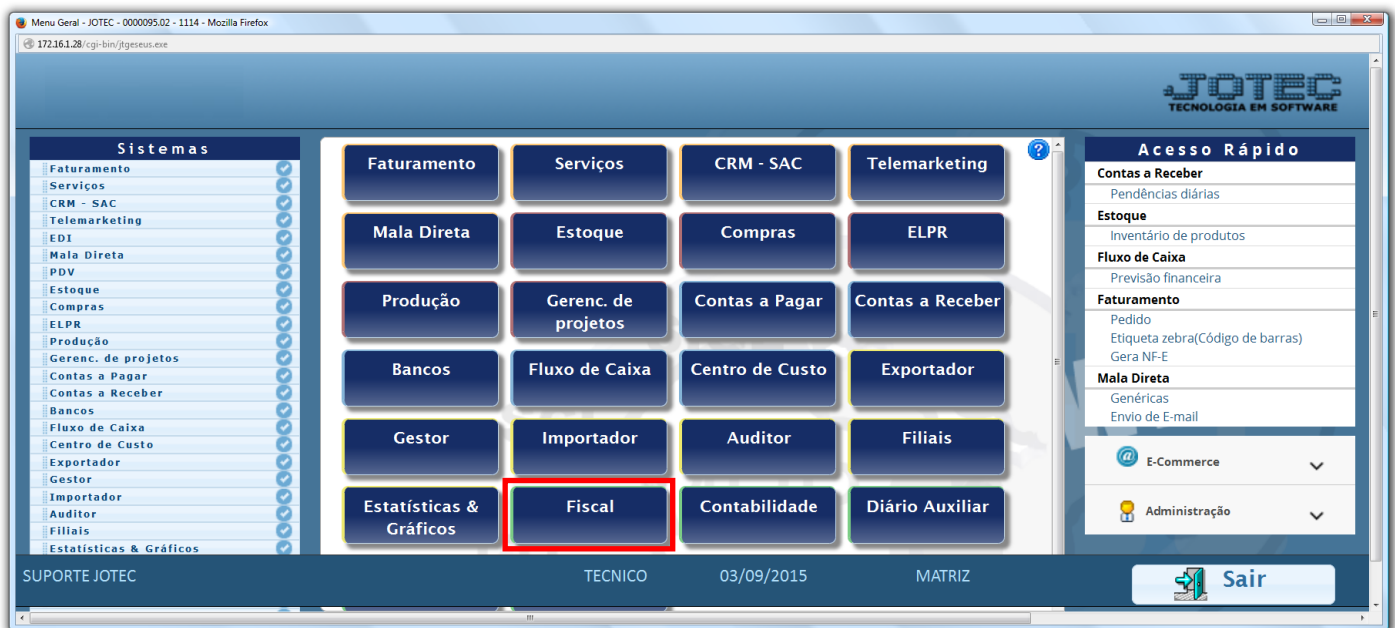 Menu Geral - JOTEC - 0000095.02 - 1114 - Mozilla Firefox
172.16.1.28/cgi-bin/jtgeseus.exe
JOTEC
TECNOLOGIA EM SOFTWARE
Sistemas
Faturamento
Serviços
CRM - SAC
Telemarketing
EDI
Mala Direta
PDV
Estoque
Compras
ELPR
Produção
Gerenc. de projetos
Contas a Pagar
Contas a Receber
Bancos
Fluxo de Caixa
Centro de Custo
Exportador
Gestor
Importador
Auditor
Filiais
Estatísticas & Gráficos
Faturamento
Serviços
CRM - SAC
Telemarketing
Mala Direta
Estoque
Compras
ELPR
Produção
Gerenc. de
projetos
Contas a Pagar
Contas a Receber
Bancos
Fluxo de Caixa
Centro de Custo
Exportador
Gestor
Importador
Auditor
Filiais
Estatísticas &
Gráficos
Fiscal
Contabilidade
Diário Auxiliar
?
Acesso Rápido
Contas a Receber
Pendências diárias
Estoque
Inventário de produtos
Fluxo de Caixa
Previsão financeira
Faturamento
Pedido
Etiqueta zebra(Código de barras)
Gera NF-E
Mala Direta
Genéricas
Envio de E-mail
@ E-Commerce
Administração
SUPORTE JOTEC
TECNICO
03/09/2015
MATRIZ
Sair